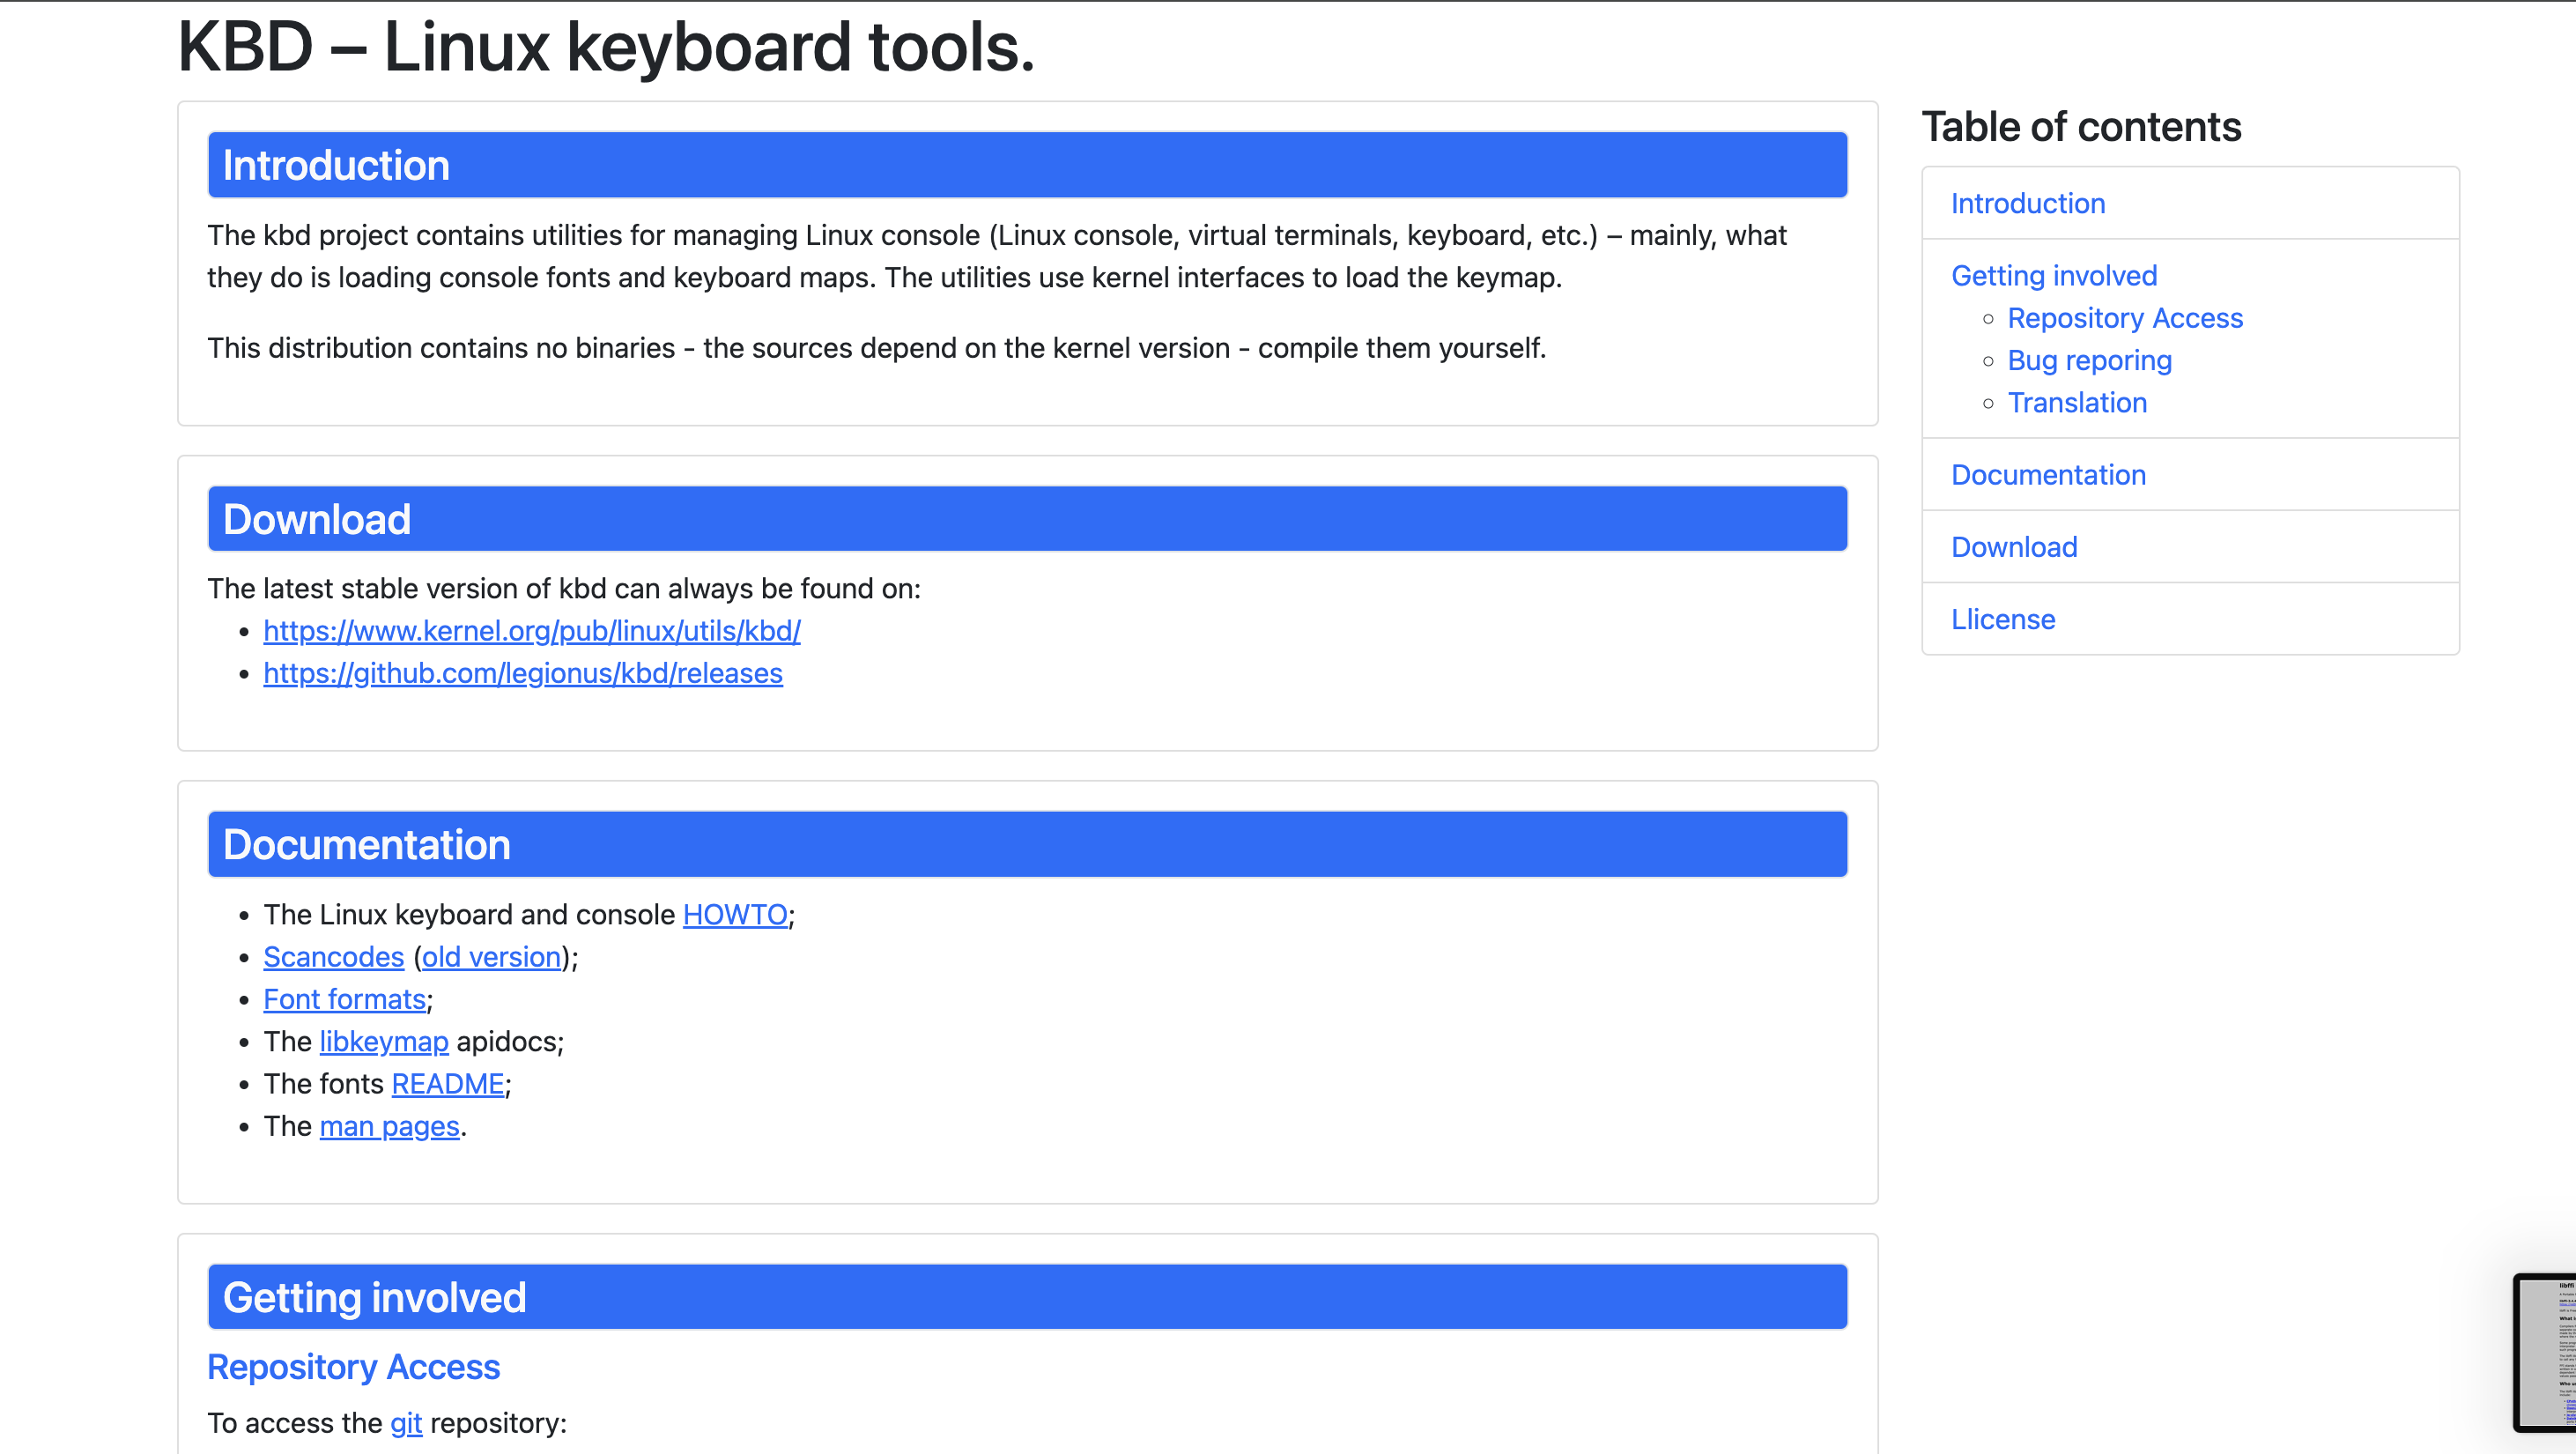 KBD – Linux keyboard tools.
Introduction
The kbd project contains utilities for managing Linux console (Linux console, virtual terminals, keyboard, etc.) – mainly, what
they do is loading console fonts and keyboard maps. The utilities use kernel interfaces to load the keymap.
This distribution contains no binaries - the sources depend on the kernel version - compile them yourself.
Download
The latest stable version of kbd can always be found on:
• https://www.kernel.org/pub/linux/utils/kbd/
• https://github.com/legionus/kbd/releases
Documentation
• The Linux keyboard and console HOWTO;
• Scancodes (old version);
• Font formats;
• The libkeymap apidocs;
• The fonts README;
• The man pages.
Getting involved
Repository Access
To access the git repository:
Table of contents
Introduction
Getting involved
◦ Repository Access
◦ Bug reporing
◦ Translation
Documentation
Download
Llicense